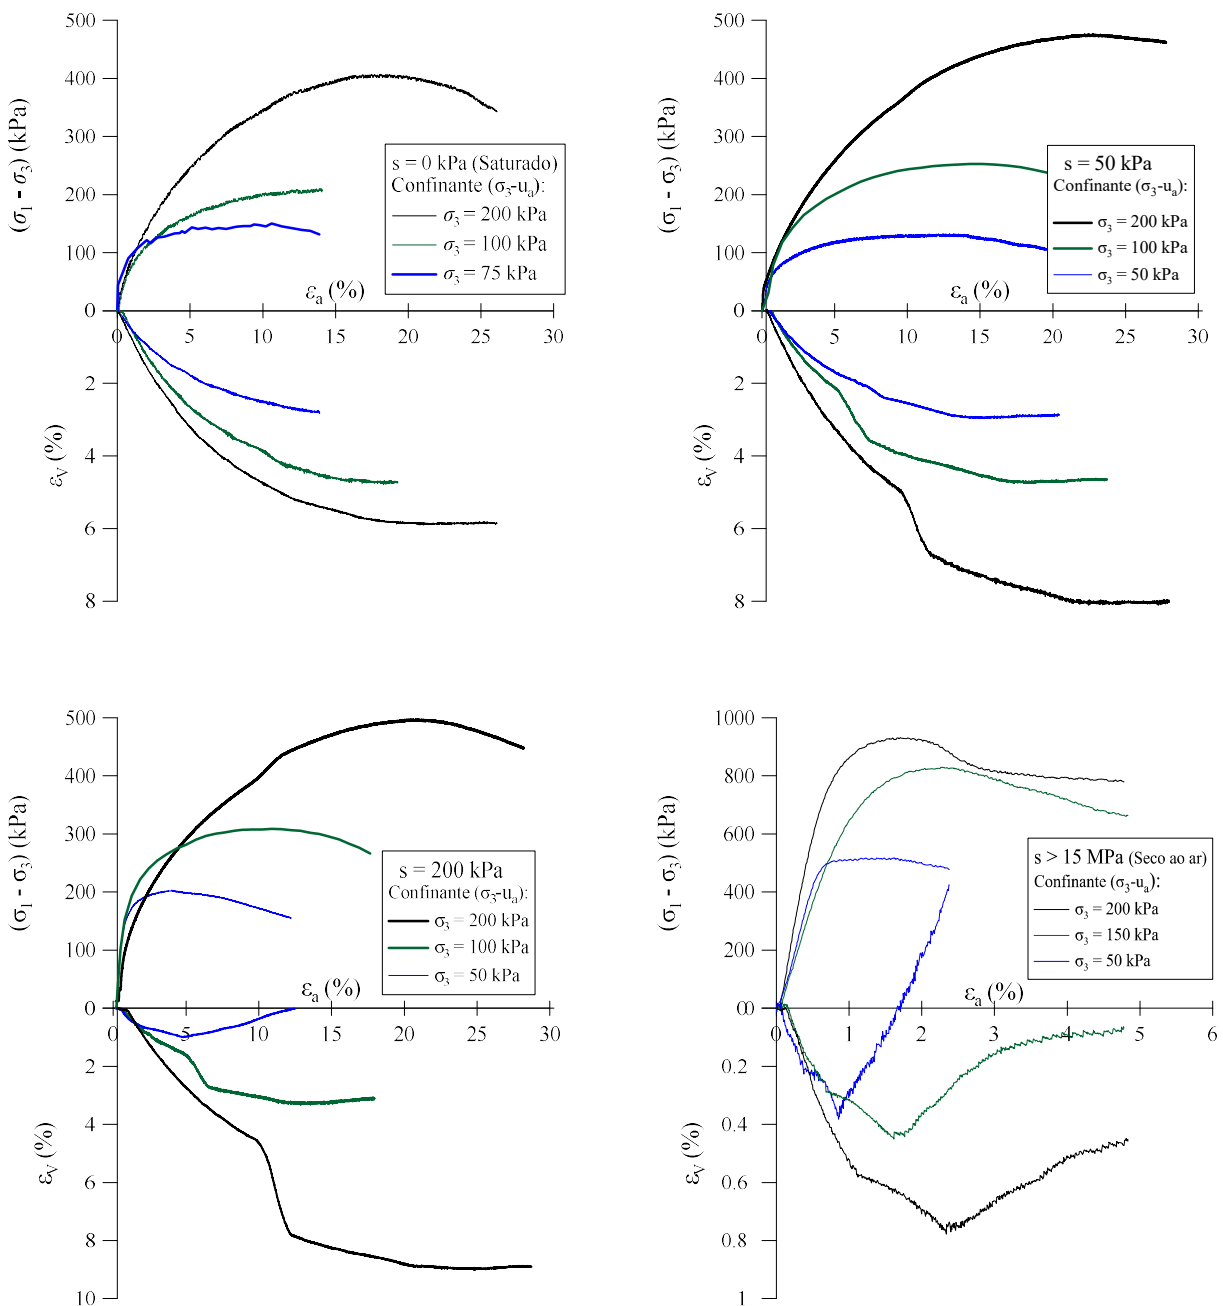 500
400
300
200
100
0
(σ₁ - σ₃) (kPa)
s = 0 kPa (Saturado)
Confinante (σ₃-uₐ):
σ₃ = 200 kPa
σ₃ = 100 kPa
σ₃ = 75 kPa
εₐ (%)
0 5 10 15 20 25 30
2
4
6
8
ε_V (%)
500
400
300
200
100
0
(σ₁ - σ₃) (kPa)
s = 50 kPa
Confinante (σ₃-uₐ):
σ₃ = 200 kPa
σ₃ = 100 kPa
σ₃ = 50 kPa
εₐ (%)
0 5 10 15 20 25 30
2
4
6
8
ε_V (%)
500
400
300
200
100
0
(σ₁ - σ₃) (kPa)
s = 200 kPa
Confinante (σ₃-uₐ):
σ₃ = 200 kPa
σ₃ = 100 kPa
σ₃ = 50 kPa
εₐ (%)
0 5 10 15 20 25 30
2
4
6
8
10
ε_V (%)
1000
800
600
400
200
0
(σ₁ - σ₃) (kPa)
s > 15 MPa (Seco ao ar)
Confinante (σ₃-uₐ):
σ₃ = 200 kPa
σ₃ = 150 kPa
σ₃ = 50 kPa
εₐ (%)
0 1 2 3 4 5 6
0.2
0.4
0.6
0.8
1
ε_V (%)